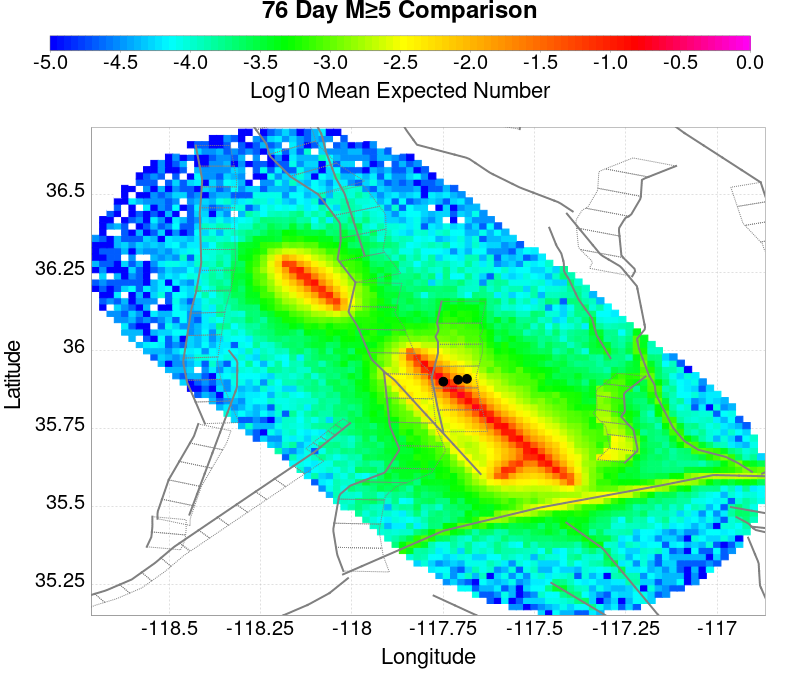 76 Day M≥5 Comparison
-5.0 -4.5 -4.0 -3.5 -3.0 -2.5 -2.0 -1.5 -1.0 -0.5 0.0
Log10 Mean Expected Number
36.5
36.25
36
35.75
35.5
35.25
Latitude
-118.5 -118.25 -118 -117.75 -117.5 -117.25 -117
Longitude